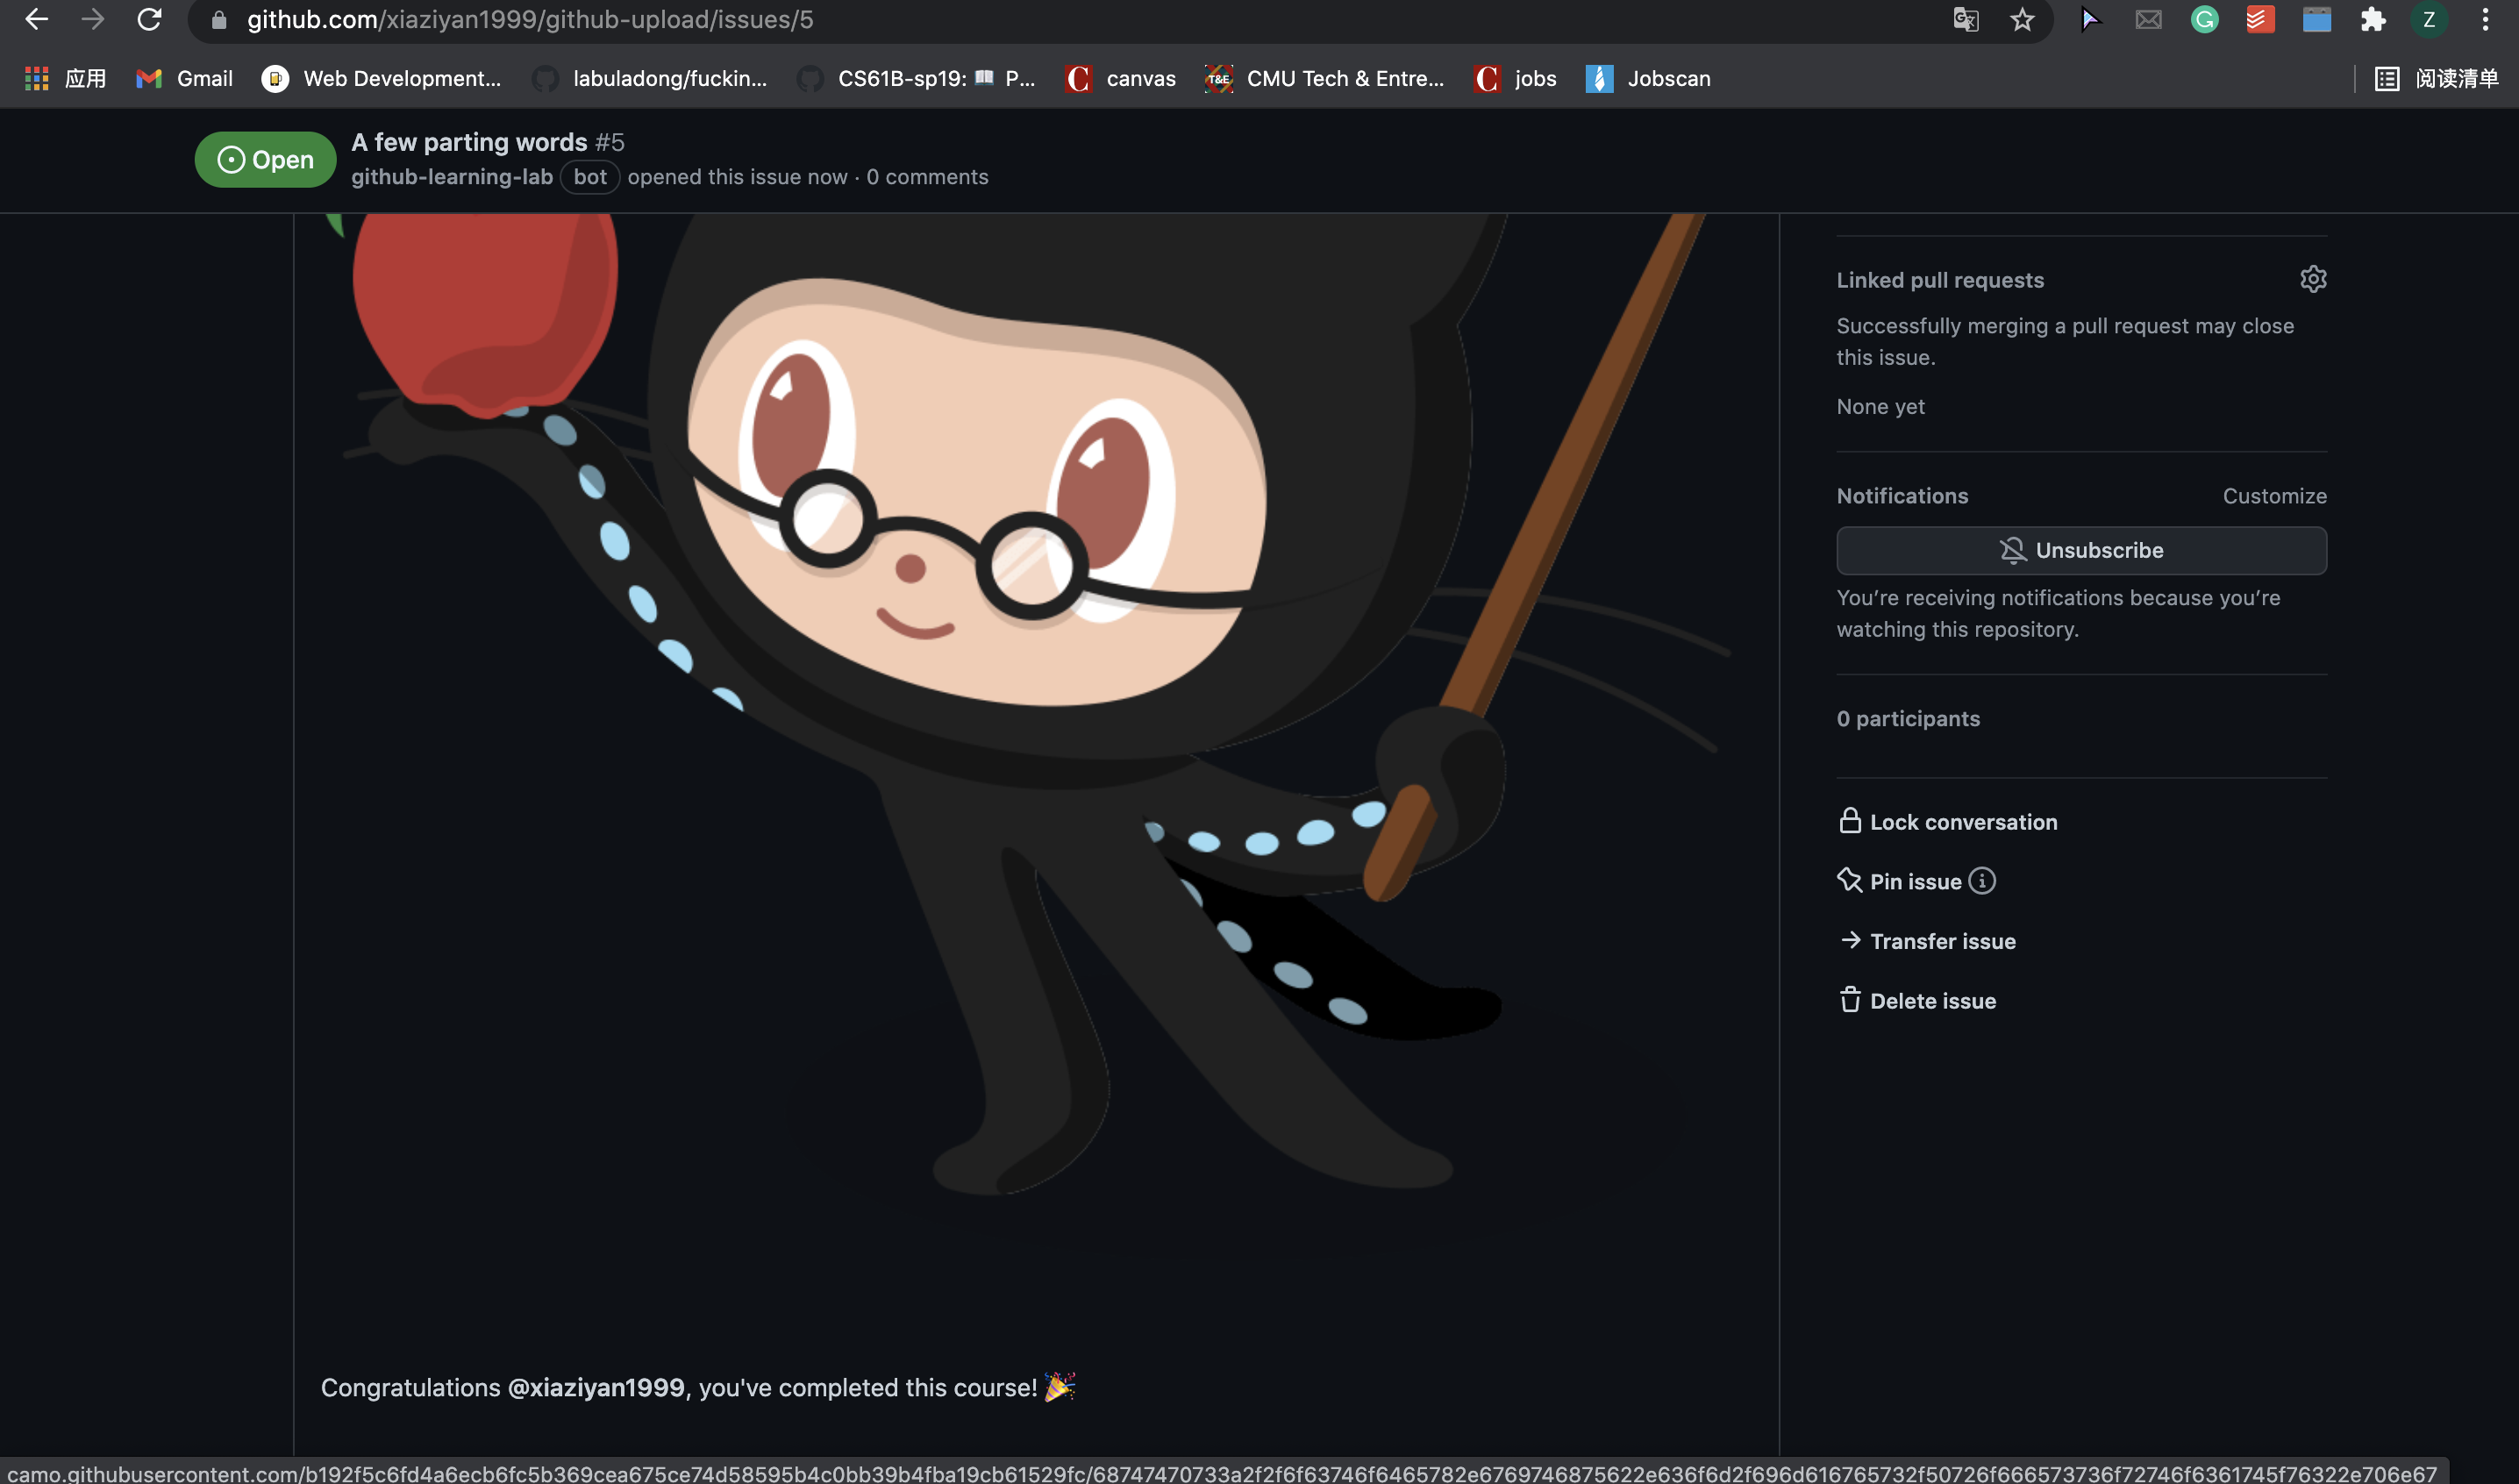 github.com/xiaziyan1999/github-upload/issues/5
应用 Gmail Web Development... labuladong/fuckin... CS61B-sp19: 📖 P... canvas T&E CMU Tech & Entre... jobs Jobscan 阅读清单
Open
A few parting words #5
github-learning-lab bot opened this issue now · 0 comments
Linked pull requests
Successfully merging a pull request may close
this issue.
None yet
Notifications Customize
Unsubscribe
You’re receiving notifications because you’re
watching this repository.
0 participants
Lock conversation
Pin issue
Transfer issue
Delete issue
Congratulations @xiaziyan1999, you've completed this course! 🎉
camo.githubusercontent.com/b192f5c6fd4a6ecb6fc5b369cea675ce74d58595b4c0bb39b4fba19cb61529fc/68747470733a2f2f6f63746f6465782e6769746875622e636f6d2f696d616765732f50726f666573736f72746f6361745f76322e706e67